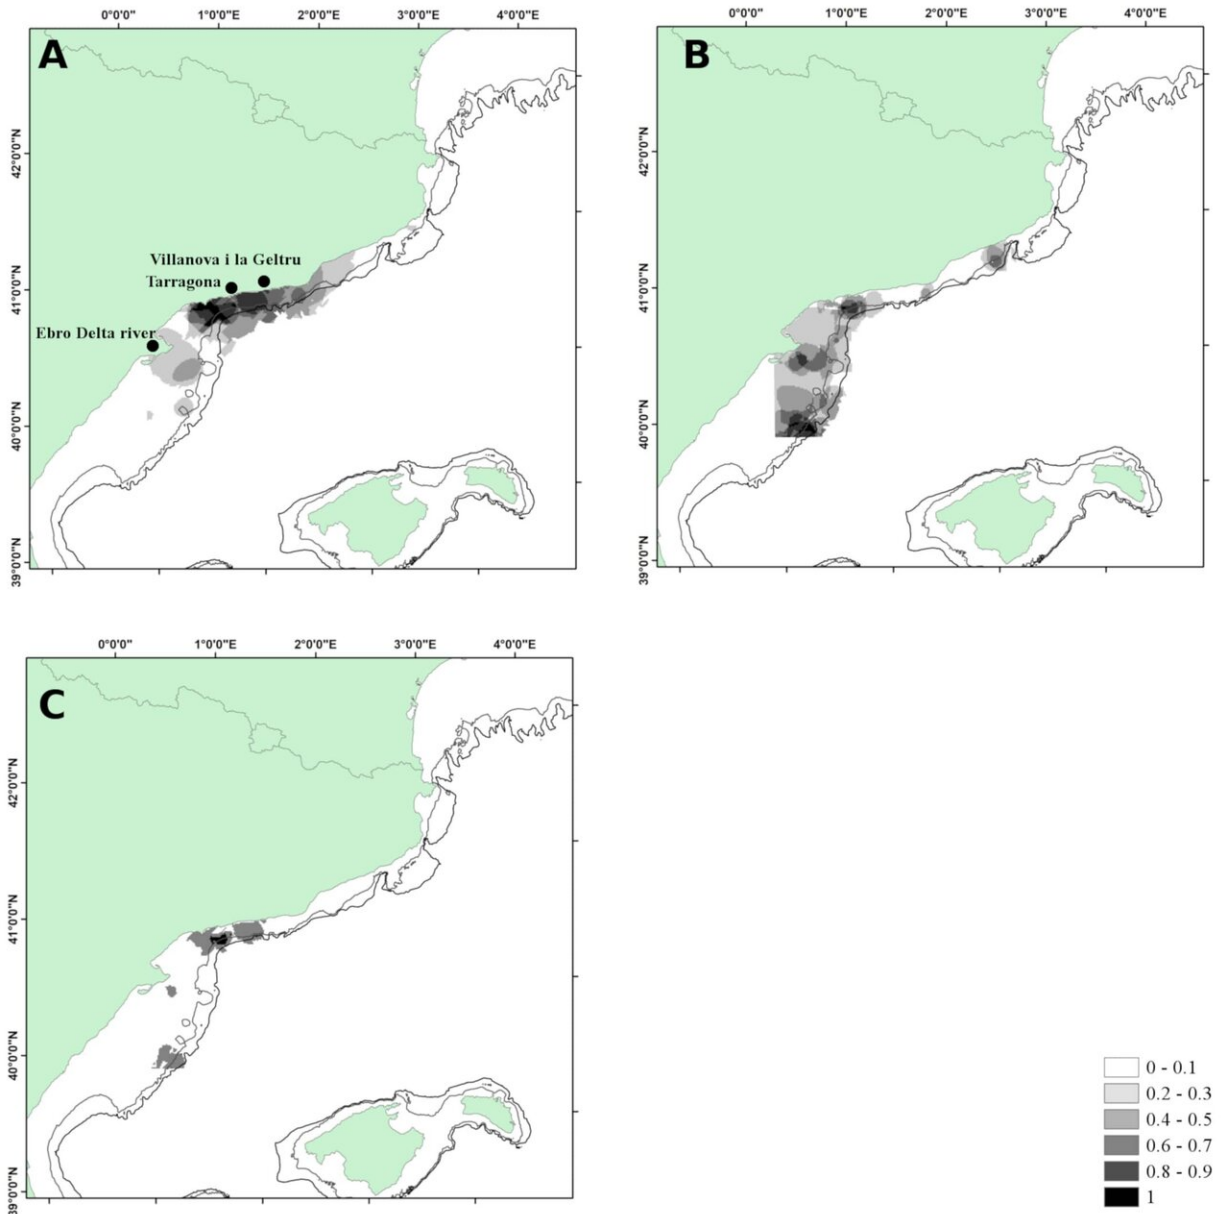 0°0'0" 1°0'0"E 2°0'0"E 3°0'0"E 4°0'0"E
A
42°0'0"N
41°0'0"N
40°0'0"N
39°0'0"N
Villanova i la Geltru
Tarragona
Ebro Delta river
0°0'0" 1°0'0"E 2°0'0"E 3°0'0"E 4°0'0"E
B
42°0'0"N
41°0'0"N
40°0'0"N
39°0'0"N
0°0'0" 1°0'0"E 2°0'0"E 3°0'0"E 4°0'0"E
C
42°0'0"N
41°0'0"N
40°0'0"N
39°0'0"N
0 - 0.1
0.2 - 0.3
0.4 - 0.5
0.6 - 0.7
0.8 - 0.9
1